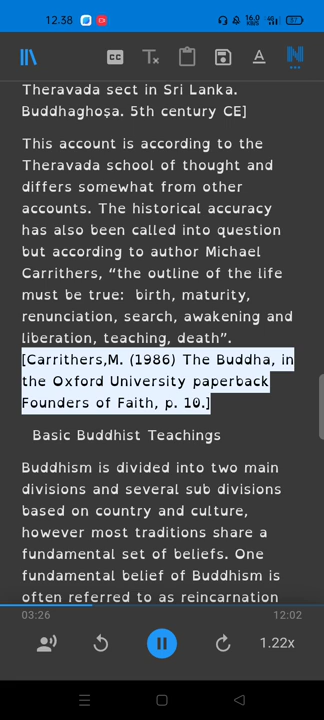 12.38
16.0 KB/S
4G
37
CC
Theravada sect in Sri Lanka.
Buddhaghoṣa. 5th century CE]
This account is according to the
Theravada school of thought and
differs somewhat from other
accounts. The historical accuracy
has also been called into question
but according to author Michael
Carrithers, “the outline of the life
must be true:  birth, maturity,
renunciation, search, awakening and
liberation, teaching, death”.
[Carrithers,M. (1986) The Buddha, in
the Oxford University paperback
Founders of Faith, p. 10.]
Basic Buddhist Teachings
Buddhism is divided into two main
divisions and several sub divisions
based on country and culture,
however most traditions share a
fundamental set of beliefs. One
fundamental belief of Buddhism is
often referred to as reincarnation
03:26
12:02
1.22x